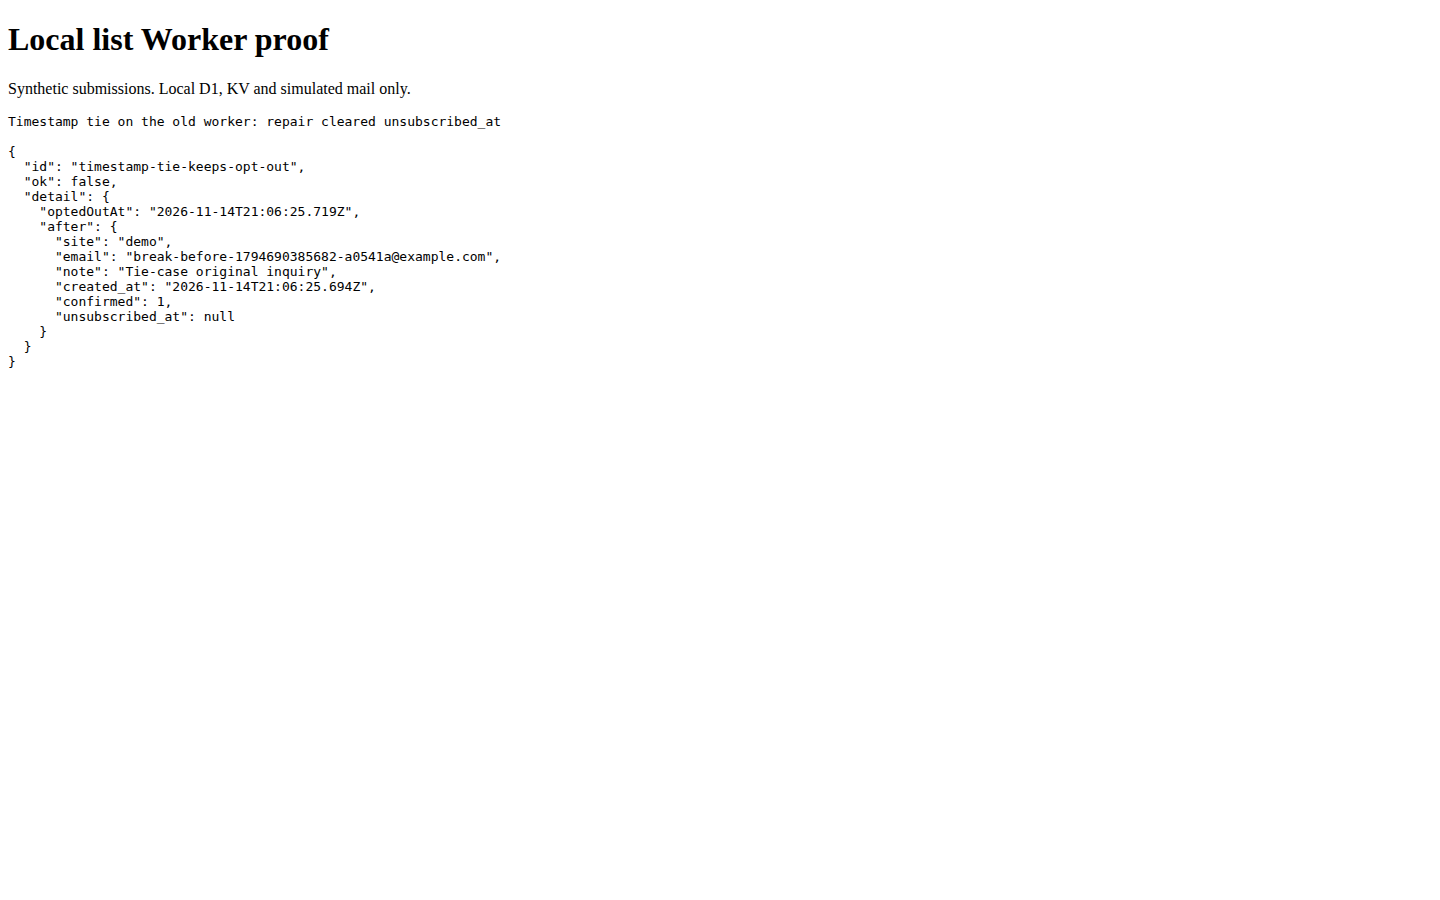 Local list Worker proof
Synthetic submissions. Local D1, KV and simulated mail only.
Timestamp tie on the old worker: repair cleared unsubscribed_at
{
  "id": "timestamp-tie-keeps-opt-out",
  "ok": false,
  "detail": {
    "optedOutAt": "2026-11-14T21:06:25.719Z",
    "after": {
      "site": "demo",
      "email": "break-before-1794690385682-a0541a@example.com",
      "note": "Tie-case original inquiry",
      "created_at": "2026-11-14T21:06:25.694Z",
      "confirmed": 1,
      "unsubscribed_at": null
    }
  }
}